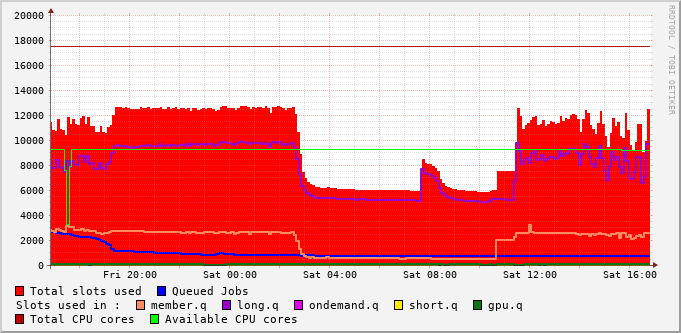 20000
18000
16000
14000
12000
10000
8000
6000
4000
2000
0
Fri 20:00 Sat 00:00 Sat 04:00 Sat 08:00 Sat 12:00 Sat 16:00
Total slots used Queued Jobs
Slots used in : member.q long.q ondemand.q short.q gpu.q
Total CPU cores Available CPU cores
RRDTOOL / TOBI OETIKER